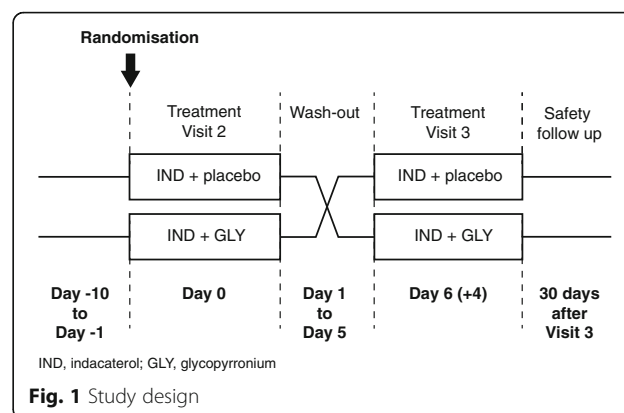 Randomisation
Treatment
Visit 2
Wash-out
Treatment
Visit 3
Safety
follow up
IND + placebo
IND + placebo
IND + GLY
IND + GLY
Day -10
to
Day -1
Day 0
Day 1
to
Day 5
Day 6 (+4)
30 days
after
Visit 3
IND, indacaterol; GLY, glycopyrronium
Fig. 1 Study design